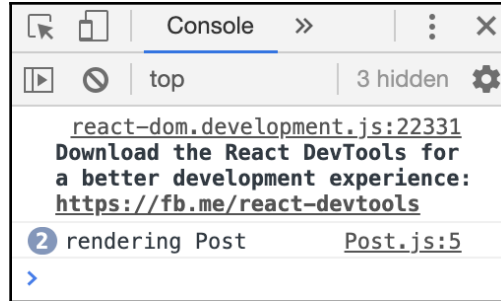 Console »
top 3 hidden
react-dom.development.js:22331
Download the React DevTools for
a better development experience:
https://fb.me/react-devtools
2 rendering Post Post.js:5
>